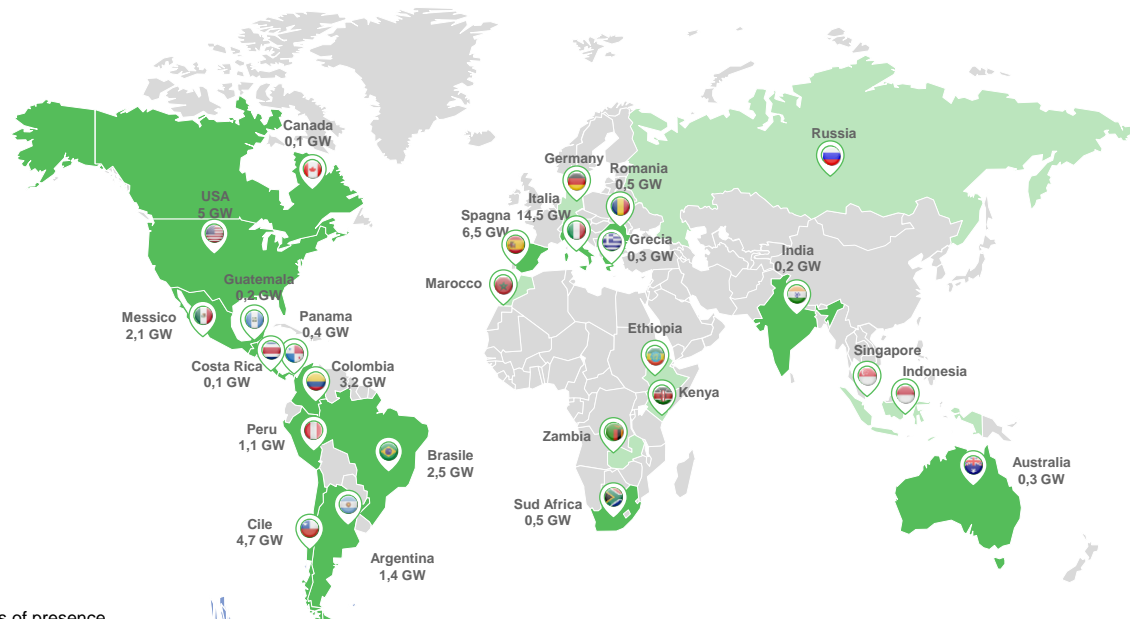 Canada
0,1 GW
Russia
Germany
Romania
0,5 GW
USA
5 GW
Italia
14,5 GW
Spagna
6,5 GW
Grecia
0,3 GW
India
0,2 GW
Guatemala
0,2 GW
Marocco
Messico
2,1 GW
Panama
0,4 GW
Ethiopia
Singapore
Costa Rica
0,1 GW
Colombia
3,2 GW
Indonesia
Kenya
Peru
1,1 GW
Zambia
Brasile
2,5 GW
Australia
0,3 GW
Sud Africa
0,5 GW
Cile
4,7 GW
Argentina
1,4 GW
s of presence